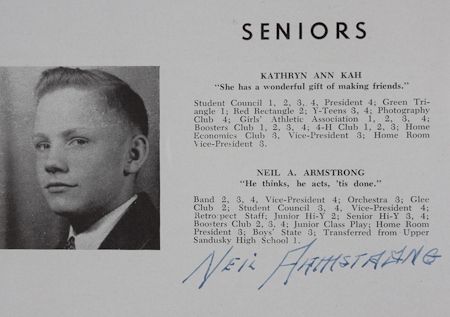 SENIORS
KATHRYN ANN KAH
"She has a wonderful gift of making friends."
Student Council 1, 2, 3, 4, President 4; Green Tri-
angle 1; Red Rectangle 2; Y-Teens 3, 4; Photography
Club 4; Girls' Athletic Association 1, 2, 3, 4;
Boosters Club 1, 2, 3, 4; 4-H Club 1, 2, 3; Home
Economics Club 3, Vice-President 3; Home Room
Vice-President 3.
NEIL A. ARMSTRONG
"He thinks, he acts, 'tis done."
Band 2, 3, 4, Vice-President 4; Orchestra 3; Glee
Club 2; Student Council 3, 4, Vice-President 4;
Retrospect Staff; Junior Hi-Y 2; Senior Hi-Y 3, 4;
Boosters Club 2, 3, 4; Junior Class Play; Home Room
President 3; Boys' State 3; Transferred from Upper
Sandusky High School 1.
NEIL ARMSTRONG